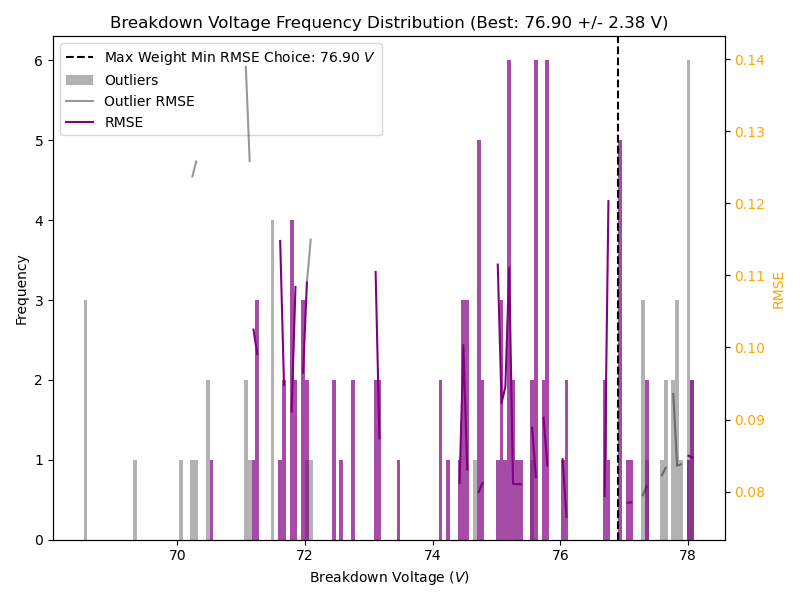 Breakdown Voltage Frequency Distribution (Best: 76.90 +/- 2.38 V)
Max Weight Min RMSE Choice: 76.90 V
Outliers
Outlier RMSE
RMSE
Frequency
6
5
4
3
2
1
0
70
72
74
76
78
Breakdown Voltage (V)
0.14
0.13
0.12
0.11
0.10
0.09
0.08
RMSE